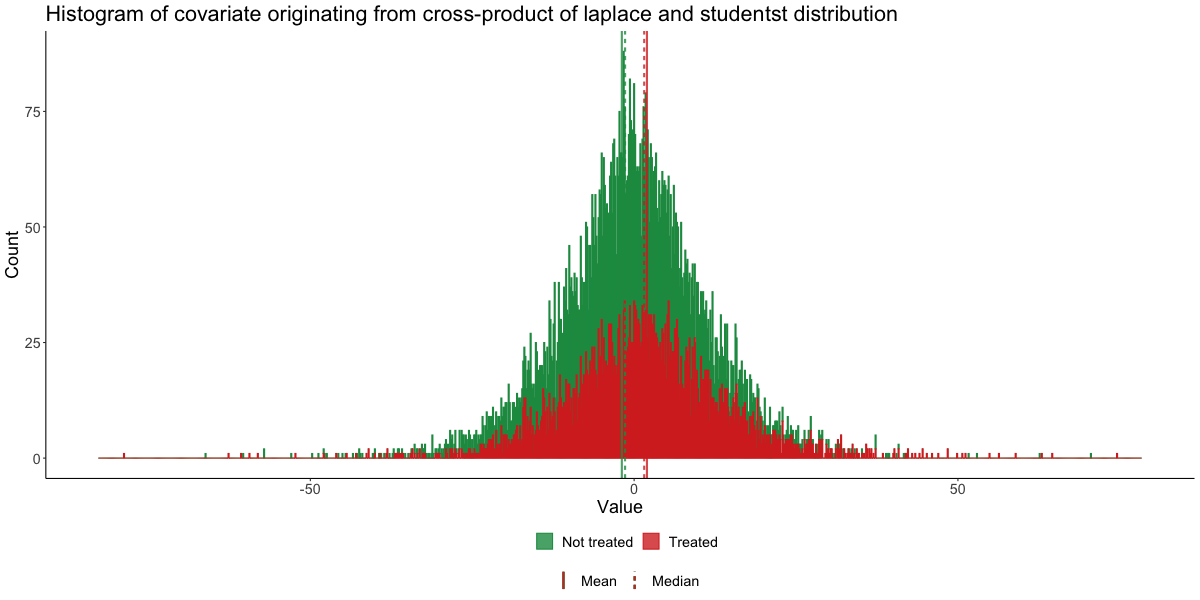 Histogram of covariate originating from cross-product of laplace and studentst distribution
Count
75
50
25
0
-50 0 50
Value
Not treated Treated
Mean Median